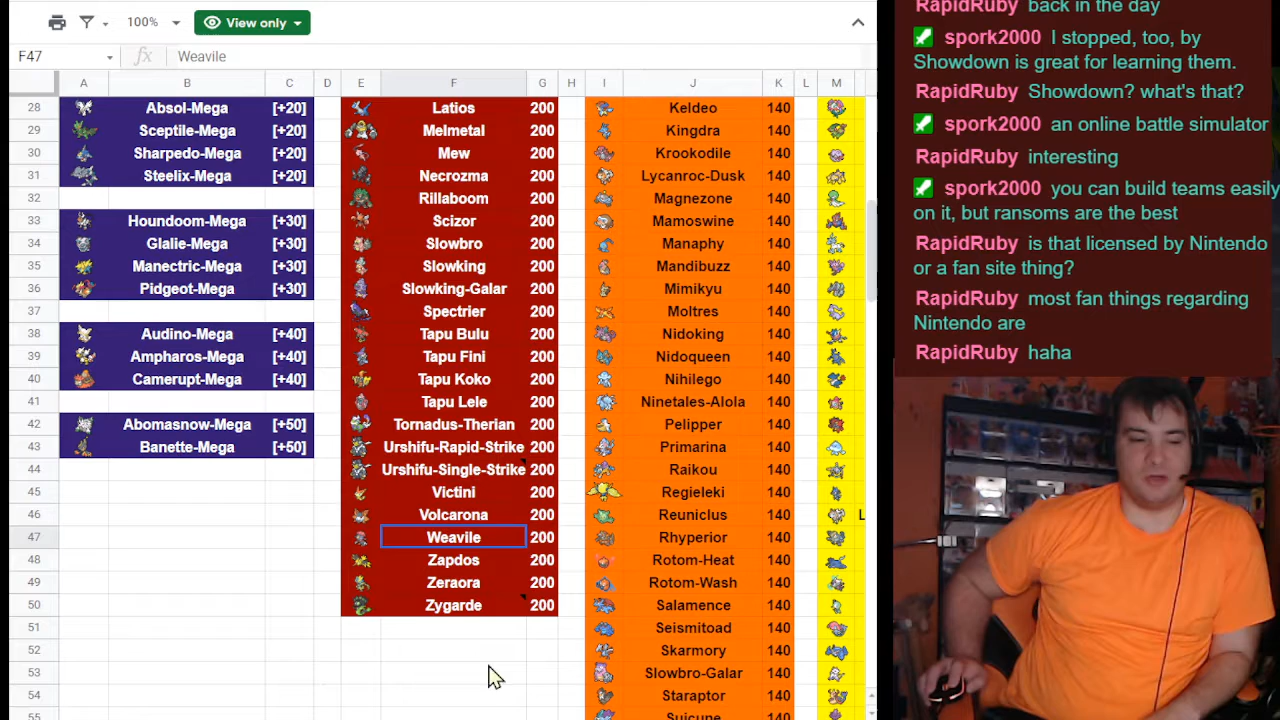 100%
View only
F47
fx
Weavile
A B C D E F G H I J K L M
28 Absol-Mega [+20] Latios 200 Keldeo 140
29 Sceptile-Mega [+20] Melmetal 200 Kingdra 140
30 Sharpedo-Mega [+20] Mew 200 Krookodile 140
31 Steelix-Mega [+20] Necrozma 200 Lycanroc-Dusk 140
32 Rillaboom 200 Magnezone 140
33 Houndoom-Mega [+30] Scizor 200 Mamoswine 140
34 Glalie-Mega [+30] Slowbro 200 Manaphy 140
35 Manectric-Mega [+30] Slowking 200 Mandibuzz 140
36 Pidgeot-Mega [+30] Slowking-Galar 200 Mimikyu 140
37 Spectrier 200 Moltres 140
38 Audino-Mega [+40] Tapu Bulu 200 Nidoking 140
39 Ampharos-Mega [+40] Tapu Fini 200 Nidoqueen 140
40 Camerupt-Mega [+40] Tapu Koko 200 Nihilego 140
41 Tapu Lele 200 Ninetales-Alola 140
42 Abomasnow-Mega [+50] Tornadus-Therian 200 Pelipper 140
43 Banette-Mega [+50] Urshifu-Rapid-Strike 200 Primarina 140
44 Urshifu-Single-Strike 200 Raikou 140
45 Victini 200 Regieleki 140
46 Volcarona 200 Reuniclus 140 L
47 Weavile 200 Rhyperior 140
48 Zapdos 200 Rotom-Heat 140
49 Zeraora 200 Rotom-Wash 140
50 Zygarde 200 Salamence 140
51 Seismitoad 140
52 Skarmory 140
53 Slowbro-Galar 140
54 Staraptor 140
55 Suicune 140
RapidRuby back in the day
spork2000 I stopped, too, by
Showdown is great for learning them.
RapidRuby Showdown? what's that?
spork2000 an online battle simulator
RapidRuby interesting
spork2000 you can build teams easily
on it, but ransoms are the best
RapidRuby is that licensed by Nintendo
or a fan site thing?
RapidRuby most fan things regarding
Nintendo are
RapidRuby haha